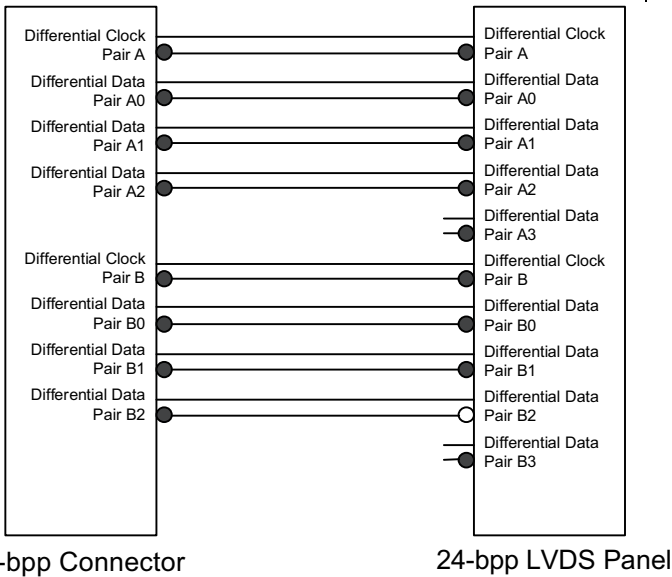 Differential Clock
Pair A
Differential Data
Pair A0
Differential Data
Pair A1
Differential Data
Pair A2
Differential Clock
Pair B
Differential Data
Pair B0
Differential Data
Pair B1
Differential Data
Pair B2
-bpp Connector
Differential Clock
Pair A
Differential Data
Pair A0
Differential Data
Pair A1
Differential Data
Pair A2
Differential Data
Pair A3
Differential Clock
Pair B
Differential Data
Pair B0
Differential Data
Pair B1
Differential Data
Pair B2
Differential Data
Pair B3
24-bpp LVDS Panel